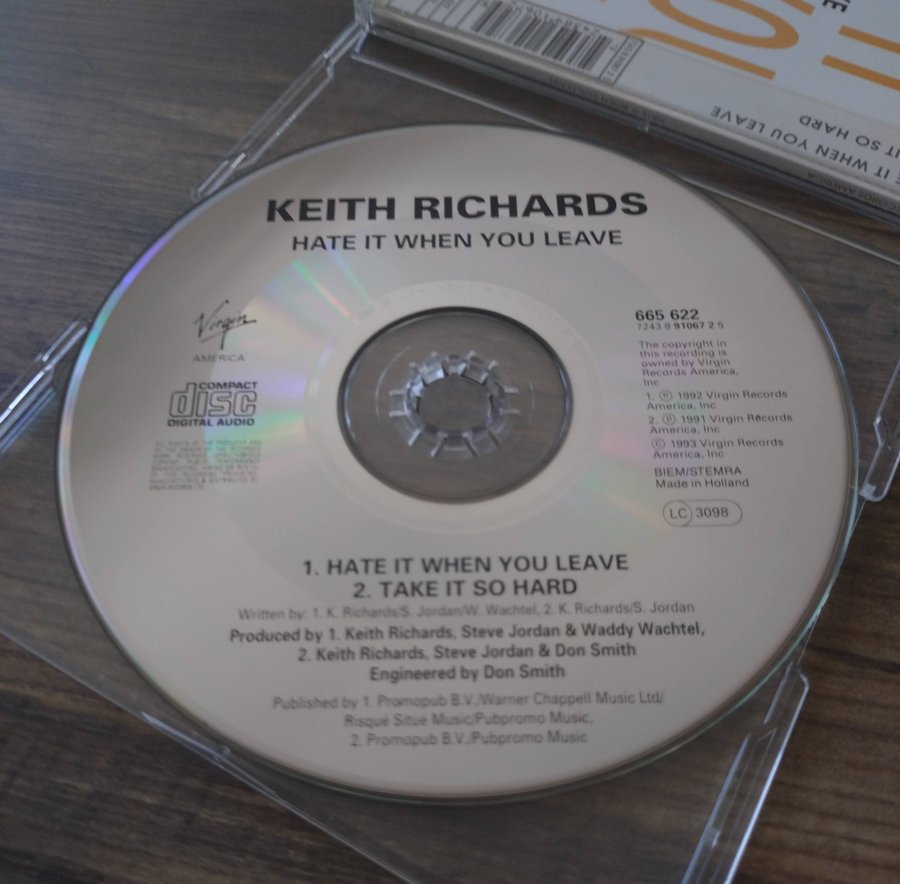 KEITH RICHARDS
HATE IT WHEN YOU LEAVE
Virgin
AMERICA
COMPACT
disc
DIGITAL AUDIO
665 622
7243 8 91067 2 5
The copyright in
this recording is
owned by Virgin
Records America,
Inc
1. Ⓟ 1992 Virgin Records
America, Inc
2. Ⓟ 1991 Virgin Records
America, Inc
© 1993 Virgin Records
America, Inc
BIEM/STEMRA
Made in Holland
LC 3098
1. HATE IT WHEN YOU LEAVE
2. TAKE IT SO HARD
Written by: 1. K. Richards/S. Jordan/W. Wachtel, 2. K. Richards/S. Jordan
Produced by 1. Keith Richards, Steve Jordan & Waddy Wachtel,
2. Keith Richards, Steve Jordan & Don Smith
Engineered by Don Smith
Published by 1. Promopub B.V./Warner Chappell Music Ltd/
Risque Situe Music/Pubpromo Music,
2. Promopub B.V./Pubpromo Music
IT WHEN YOU LEAVE
IT SO HARD